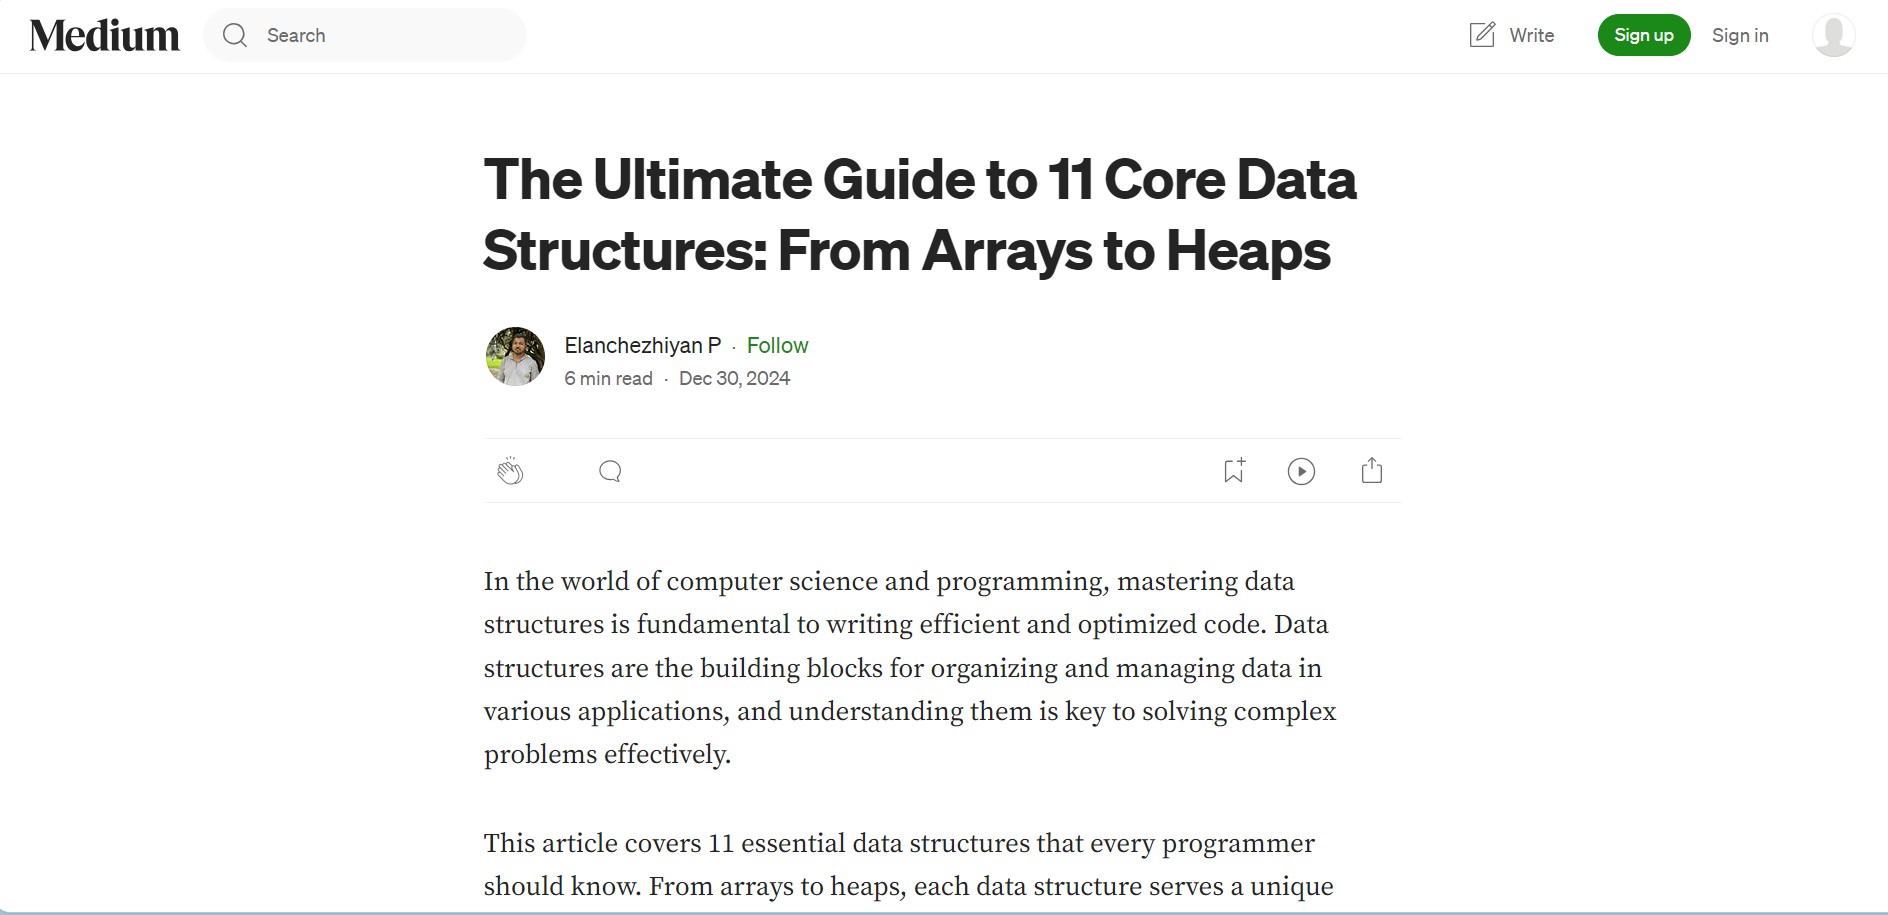 Medium
Search
Write
Sign up
Sign in
The Ultimate Guide to 11 Core Data
Structures: From Arrays to Heaps
Elanchezhiyan P · Follow
6 min read · Dec 30, 2024
In the world of computer science and programming, mastering data
structures is fundamental to writing efficient and optimized code. Data
structures are the building blocks for organizing and managing data in
various applications, and understanding them is key to solving complex
problems effectively.
This article covers 11 essential data structures that every programmer
should know. From arrays to heaps, each data structure serves a unique